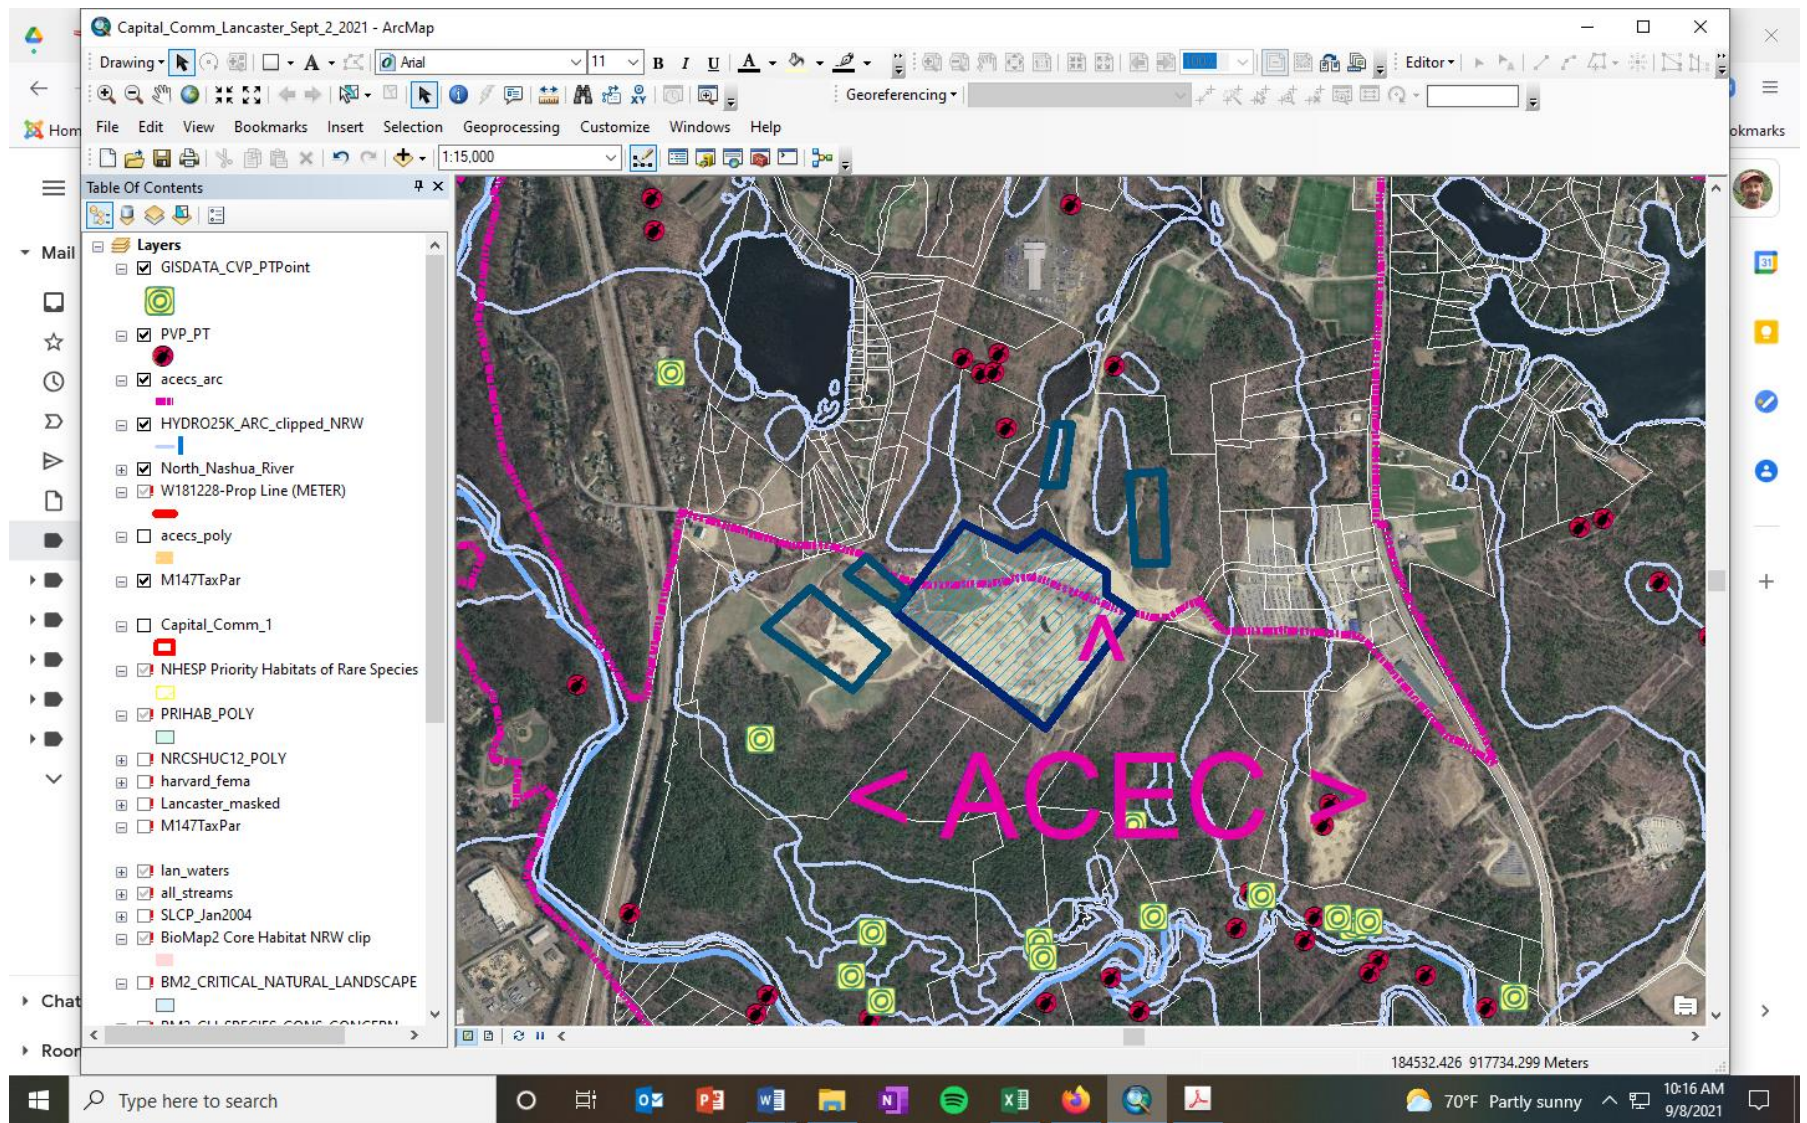 Capital_Comm_Lancaster_Sept_2_2021 - ArcMap
Drawing
A
Arial
11
B I U A
Editor
Georeferencing
File Edit View Bookmarks Insert Selection Geoprocessing Customize Windows Help
Hom
okmarks
1:15,000
Table Of Contents
Layers
Mail
GISDATA_CVP_PTPoint
31
PVP_PT
acecs_arc
HYDRO25K_ARC_clipped_NRW
North_Nashua_River
W181228-Prop Line (METER)
acecs_poly
M147TaxPar
Capital_Comm_1
NHESP Priority Habitats of Rare Species
PRIHAB_POLY
NRCSHUC12_POLY
harvard_fema
Lancaster_masked
M147TaxPar
lan_waters
all_streams
SLCP_Jan2004
BioMap2 Core Habitat NRW clip
BM2_CRITICAL_NATURAL_LANDSCAPE
BM2_CH_SPECIES_CONS_CONCERN
< ACEC >
Chat
Roor
184532.426 917734.299 Meters
Type here to search
70°F Partly sunny
10:16 AM
9/8/2021